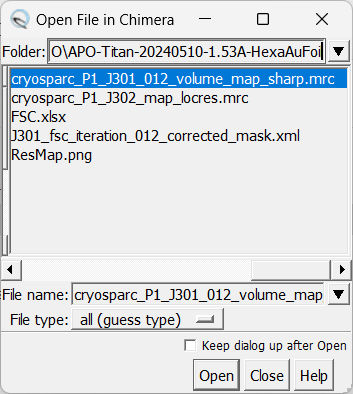 Open File in Chimera
Folder: O\APO-Titan-20240510-1.53A-HexaAuFoi
cryosparc_P1_J301_012_volume_map_sharp.mrc
cryosparc_P1_J302_map_locres.mrc
FSC.xlsx
J301_fsc_iteration_012_corrected_mask.xml
ResMap.png
File name: cryosparc_P1_J301_012_volume_map
File type: all (guess type)
Keep dialog up after Open
Open Close Help